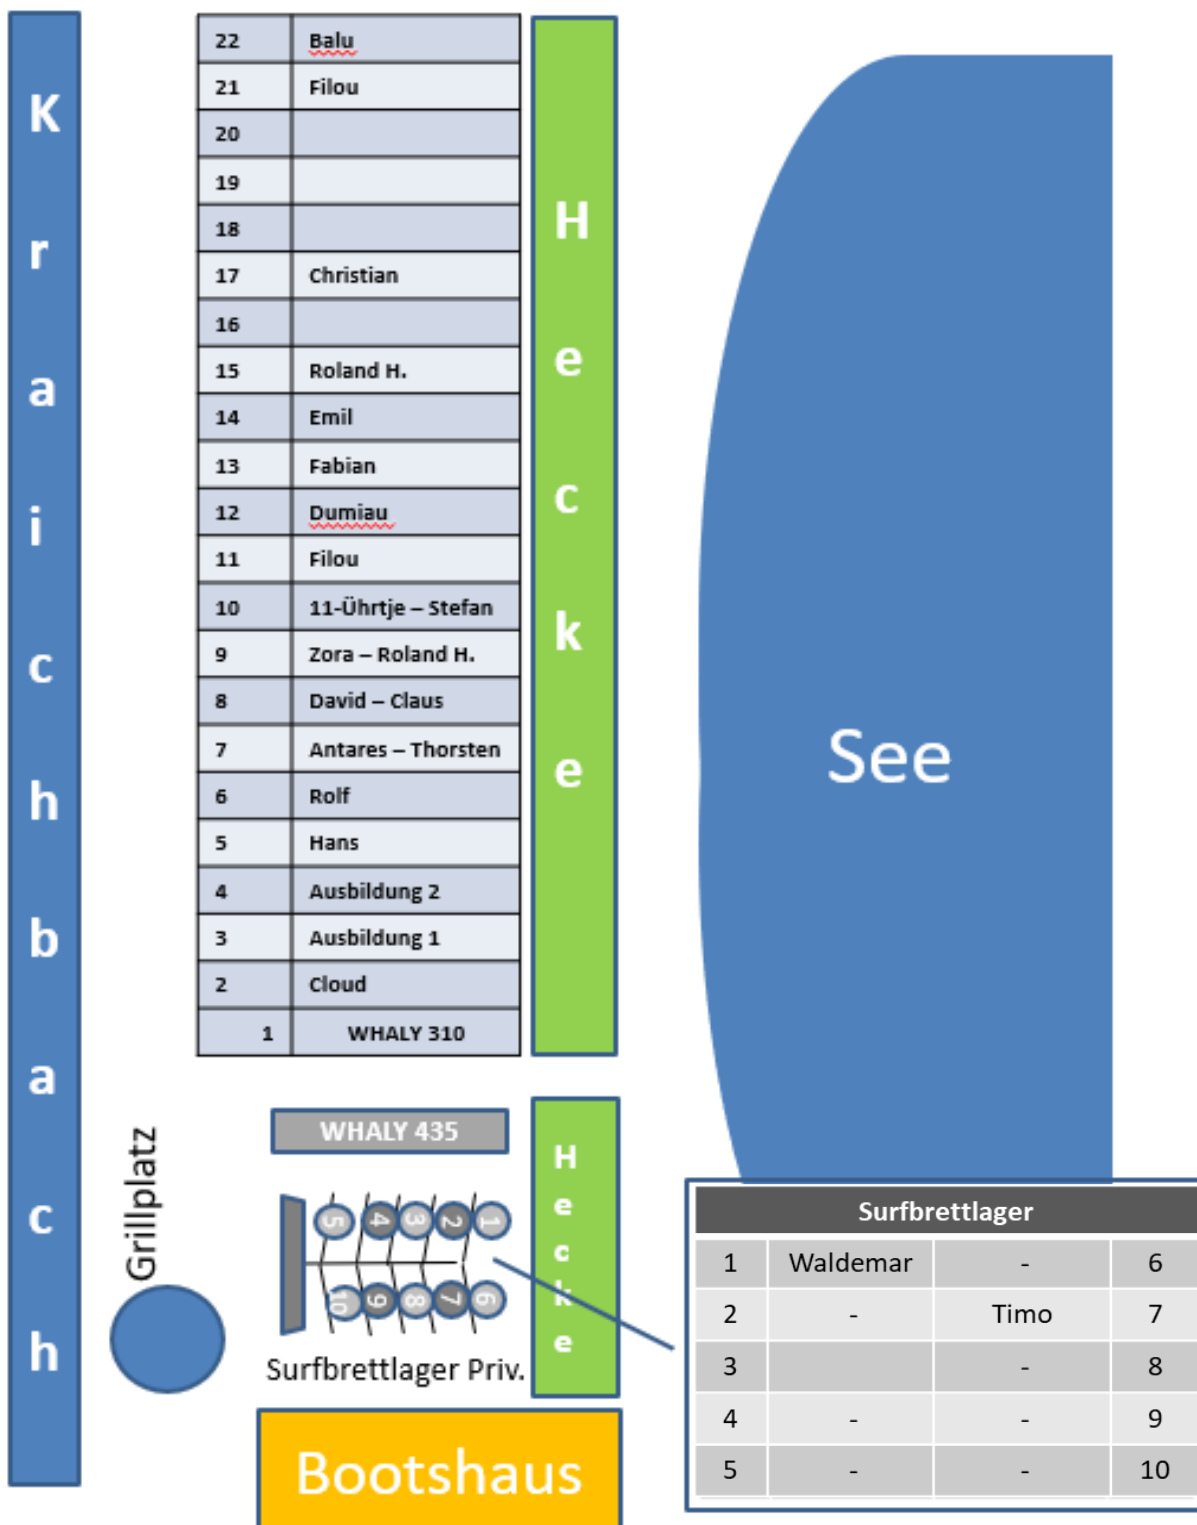 Kraichbach
22 Balu
21 Filou
20
19
18
17 Christian
16
15 Roland H.
14 Emil
13 Fabian
12 Dumiau
11 Filou
10 11-Ührtje – Stefan
9 Zora – Roland H.
8 David – Claus
7 Antares – Thorsten
6 Rolf
5 Hans
4 Ausbildung 2
3 Ausbildung 1
2 Cloud
1 WHALY 310
Hecke
See
WHALY 435
Hecke
Grillplatz
5 4 3 2 1
10 9 8 7 6
Surfbrettlager Priv.
Bootshaus
Surfbrettlager
1 Waldemar - 6
2 - Timo 7
3 - 8
4 - - 9
5 - - 10